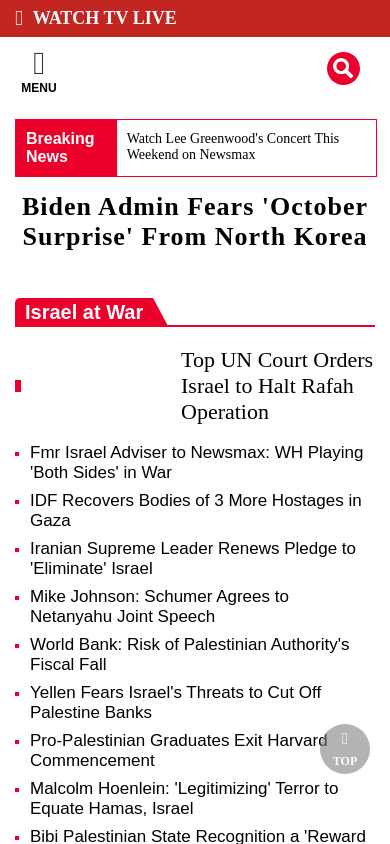 WATCH TV LIVE
MENU
Breaking
News
Watch Lee Greenwood's Concert This
Weekend on Newsmax
Biden Admin Fears 'October
Surprise' From North Korea
Israel at War
Top UN Court Orders
Israel to Halt Rafah
Operation
Fmr Israel Adviser to Newsmax: WH Playing
'Both Sides' in War
IDF Recovers Bodies of 3 More Hostages in
Gaza
Iranian Supreme Leader Renews Pledge to
'Eliminate' Israel
Mike Johnson: Schumer Agrees to
Netanyahu Joint Speech
World Bank: Risk of Palestinian Authority's
Fiscal Fall
Yellen Fears Israel's Threats to Cut Off
Palestine Banks
Pro-Palestinian Graduates Exit Harvard
Commencement
TOP
Malcolm Hoenlein: 'Legitimizing' Terror to
Equate Hamas, Israel
Bibi Palestinian State Recognition a 'Reward